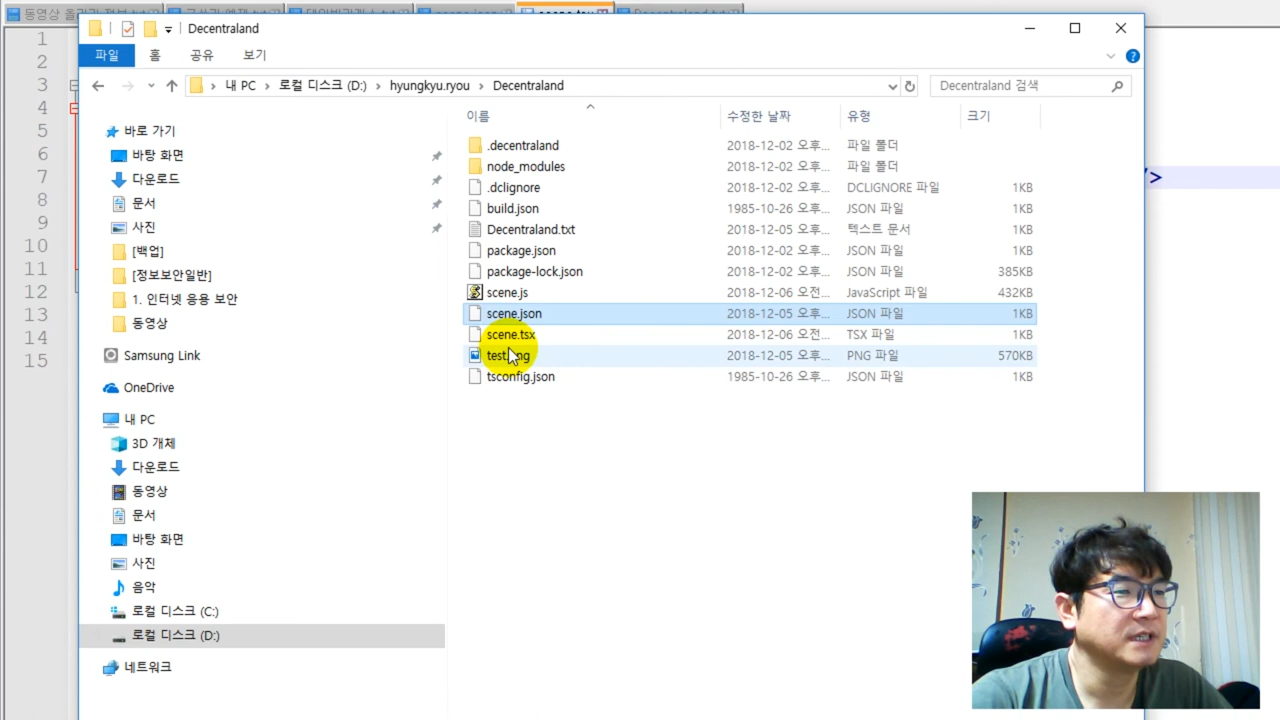 Decentraland
파일 홈 공유 보기
내 PC 로컬 디스크 (D:) hyungkyu.ryou Decentraland
Decentraland 검색
바로 가기
바탕 화면
다운로드
문서
사진
[백업]
[정보보안일반]
1. 인터넷 응용 보안
동영상
Samsung Link
OneDrive
내 PC
3D 개체
다운로드
동영상
문서
바탕 화면
사진
음악
로컬 디스크 (C:)
로컬 디스크 (D:)
네트워크
이름 수정한 날짜 유형 크기
.decentraland 2018-12-02 오후... 파일 폴더
node_modules 2018-12-02 오후... 파일 폴더
.dclignore 2018-12-02 오후... DCLIGNORE 파일 1KB
build.json 1985-10-26 오후... JSON 파일 1KB
Decentraland.txt 2018-12-05 오후... 텍스트 문서 1KB
package.json 2018-12-02 오후... JSON 파일 1KB
package-lock.json 2018-12-02 오후... JSON 파일 385KB
scene.js 2018-12-06 오전... JavaScript 파일 432KB
scene.json 2018-12-05 오후... JSON 파일 1KB
scene.tsx 2018-12-06 오전... TSX 파일 1KB
2018-12-05 오후... PNG 파일 570KB
tsconfig.json 1985-10-26 오후... JSON 파일 1KB
1
2
3
4
5
6
7
8
9
10
11
12
13
14
15
/>